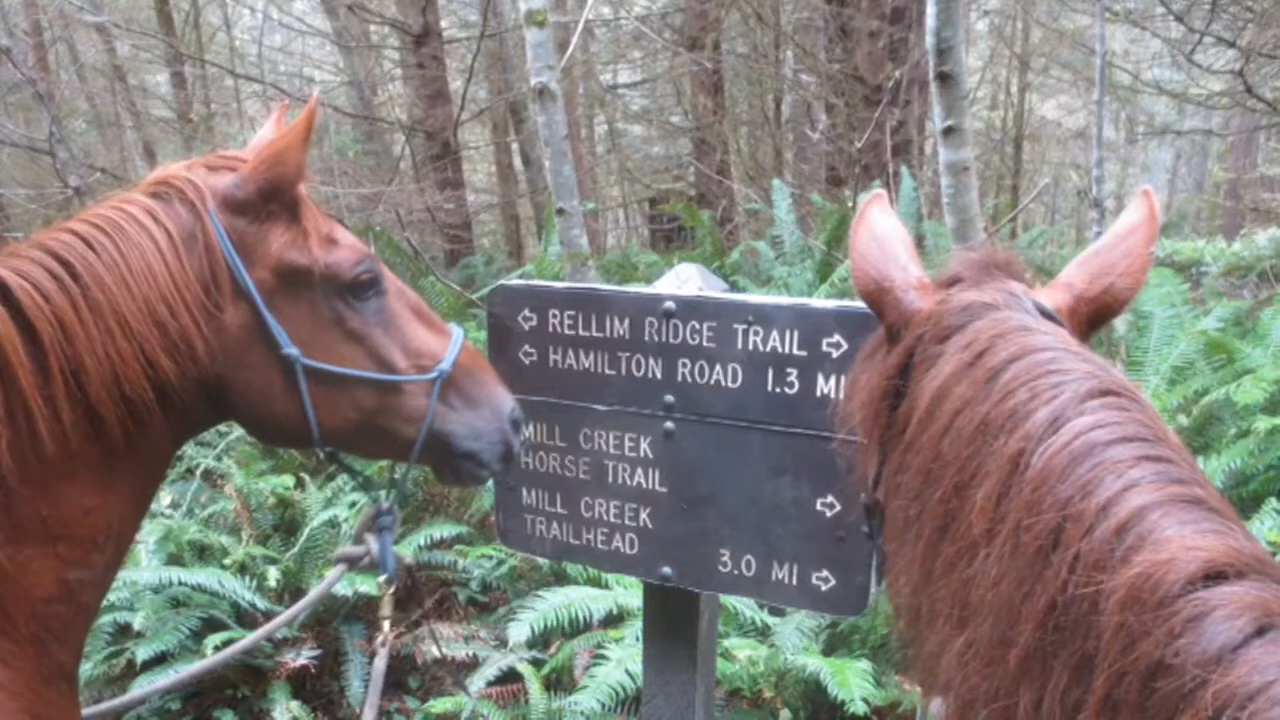 ⇦ RELLIM RIDGE TRAIL ⇨
⇦ HAMILTON ROAD 1.3 MI
MILL CREEK
HORSE TRAIL ⇨
MILL CREEK
TRAILHEAD 3.0 MI ⇨